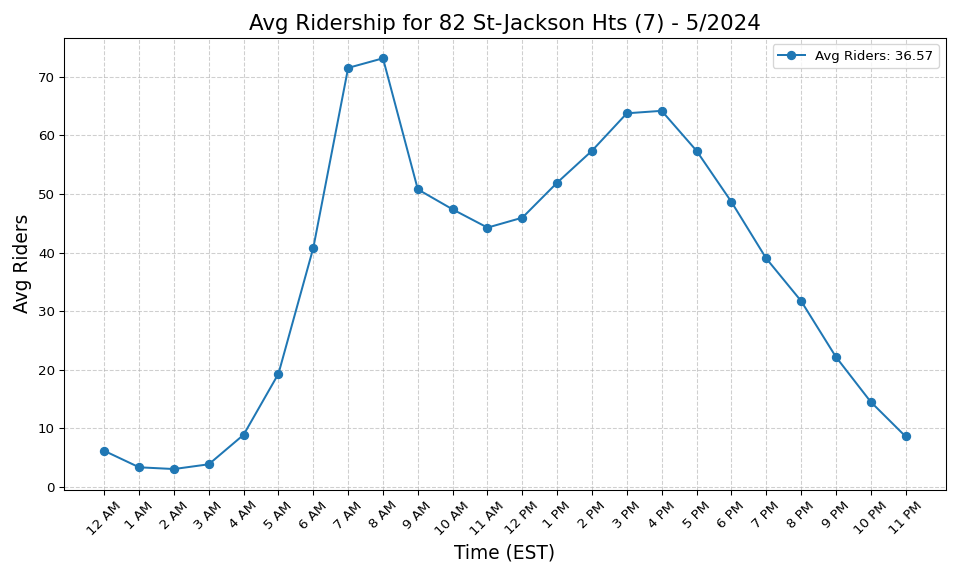 Avg Ridership for 82 St-Jackson Hts (7) - 5/2024
Avg Riders: 36.57
Avg Riders
70
60
50
40
30
20
10
0
12 AM
1 AM
2 AM
3 AM
4 AM
5 AM
6 AM
7 AM
8 AM
9 AM
10 AM
11 AM
12 PM
1 PM
2 PM
3 PM
4 PM
5 PM
6 PM
7 PM
8 PM
9 PM
10 PM
11 PM
Time (EST)